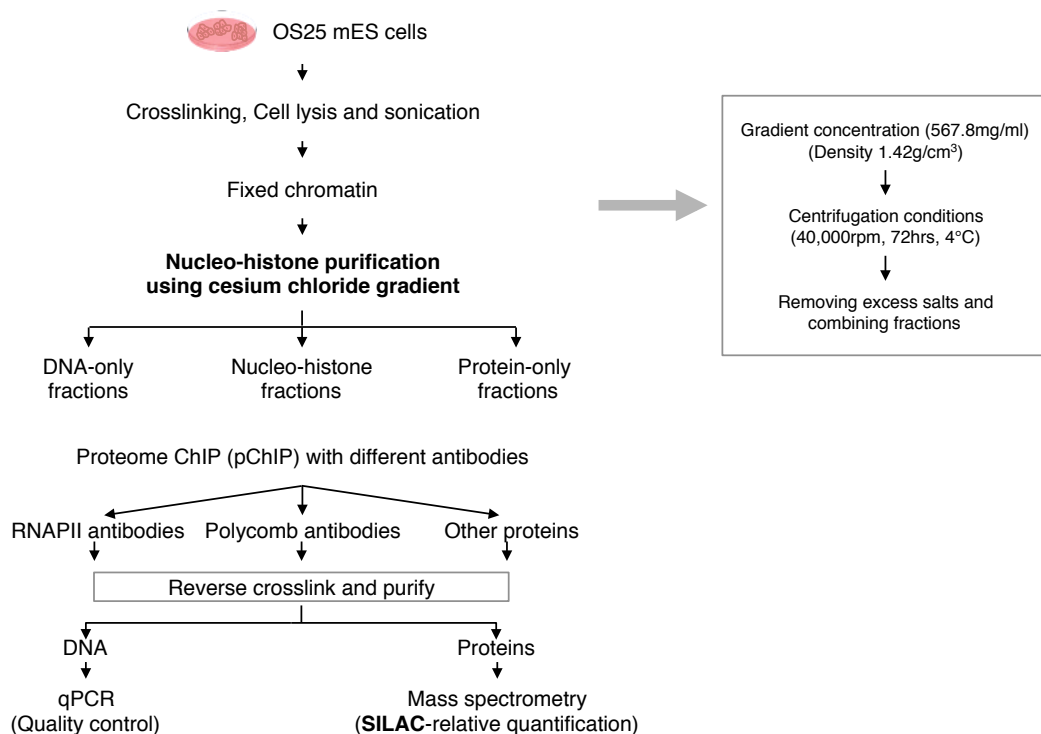 OS25 mES cells
Crosslinking, Cell lysis and sonication
Fixed chromatin
Nucleo-histone purification
using cesium chloride gradient
DNA-only
fractions
Nucleo-histone
fractions
Protein-only
fractions
Gradient concentration (567.8mg/ml)
(Density 1.42g/cm³)
Centrifugation conditions
(40,000rpm, 72hrs, 4°C)
Removing excess salts and
combining fractions
Proteome ChIP (pChIP) with different antibodies
RNAPII antibodies
Polycomb antibodies
Other proteins
Reverse crosslink and purify
DNA
Proteins
qPCR
(Quality control)
Mass spectrometry
(SILAC-relative quantification)